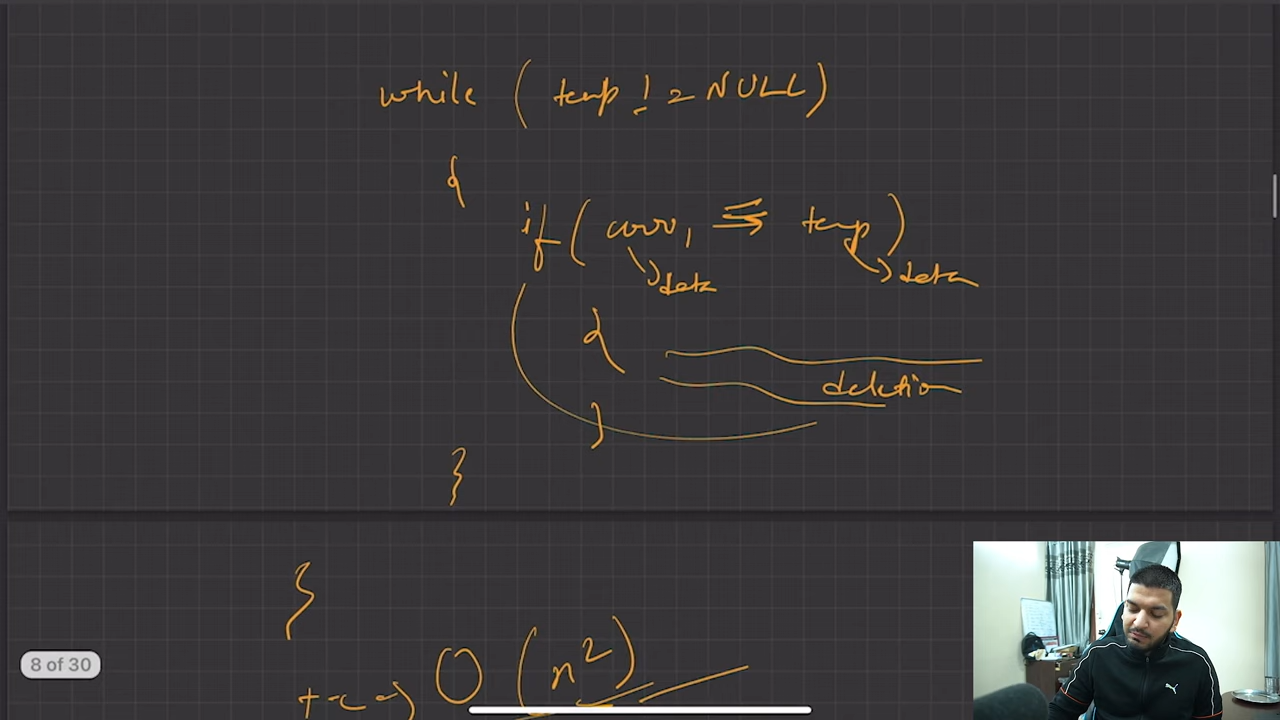 while ( temp != NULL )
{
if ( curr == temp )
data data
{
deletion
}
}
}
8 of 30
T.C → O (n²)